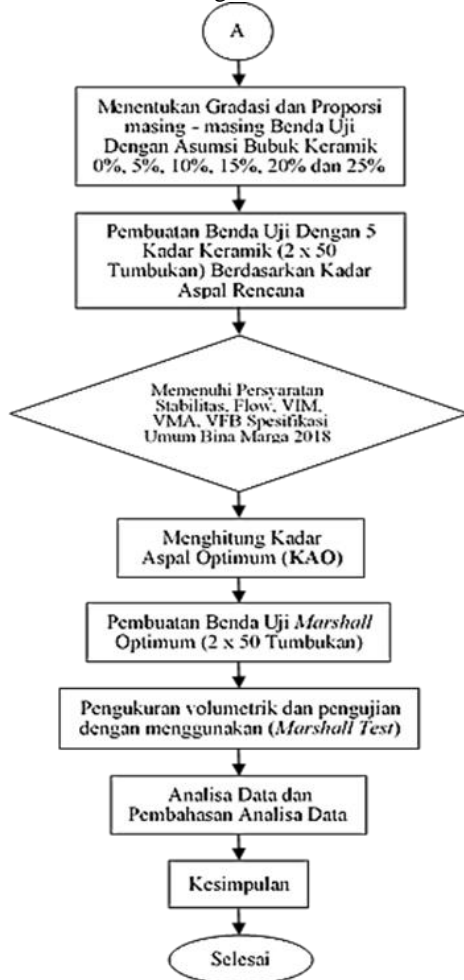 A
Menentukan Gradasi dan Proporsi
masing - masing Benda Uji
Dengan Asumsi Bubuk Keramik
0%, 5%, 10%, 15%, 20% dan 25%
Pembuatan Benda Uji Dengan 5
Kadar Keramik (2 x 50
Tumbukan) Berdasarkan Kadar
Aspal Rencana
Memenuhi Persyaratan
Stabilitas, Flow, VIM,
VMA, VFB Spesifikasi
Umum Bina Marga 2018
Menghitung Kadar
Aspal Optimum (KAO)
Pembuatan Benda Uji Marshall
Optimum (2 x 50 Tumbukan)
Pengukuran volumetrik dan pengujian
dengan menggunakan (Marshall Test)
Analisa Data dan
Pembahasan Analisa Data
Kesimpulan
Selesai